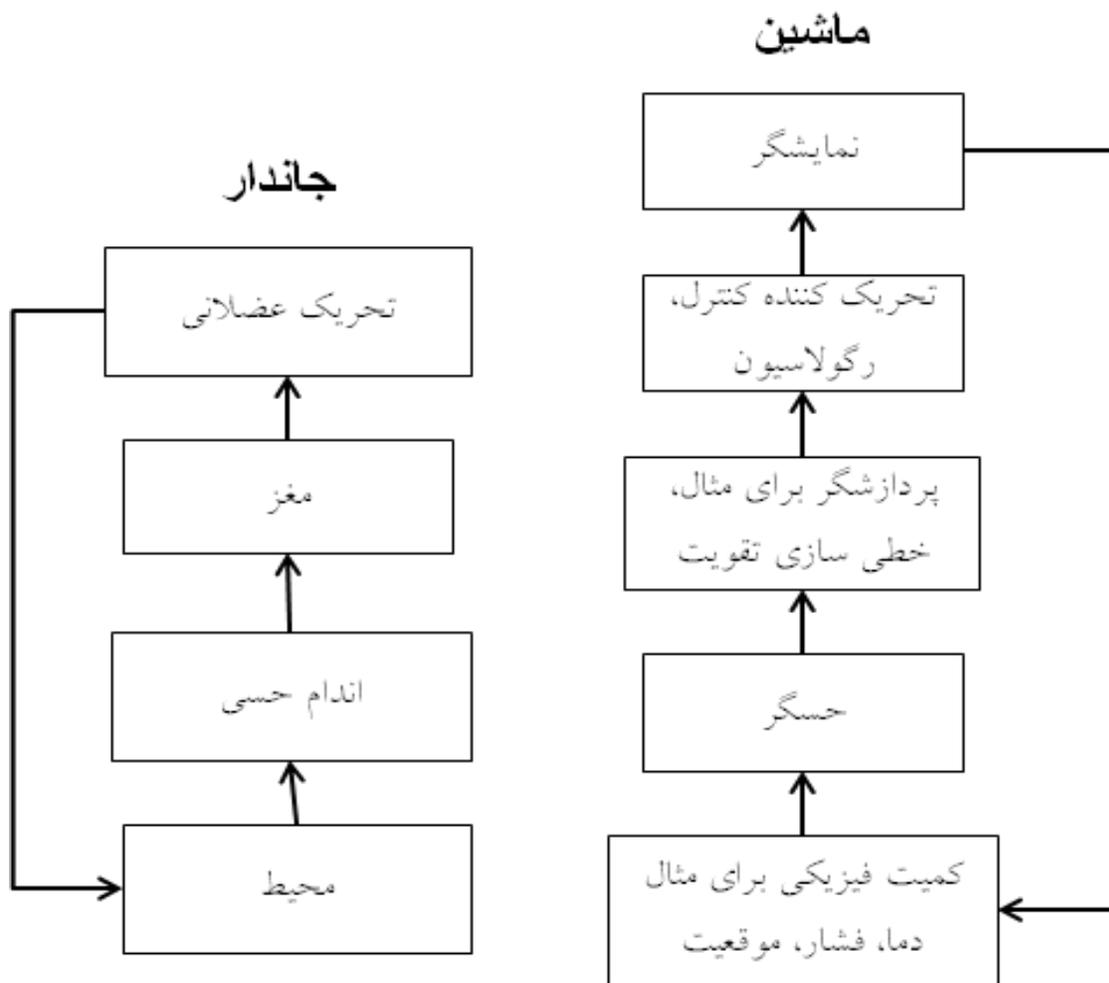 ماشین
نمایشگر
تحریک کننده کنترل،
رگولاسیون
پردازشگر برای مثال،
خطی سازی تقویت
حسگر
کمیت فیزیکی برای مثال
دما، فشار، موقعیت
جاندار
تحریک عضلانی
مغز
اندام حسی
محیط